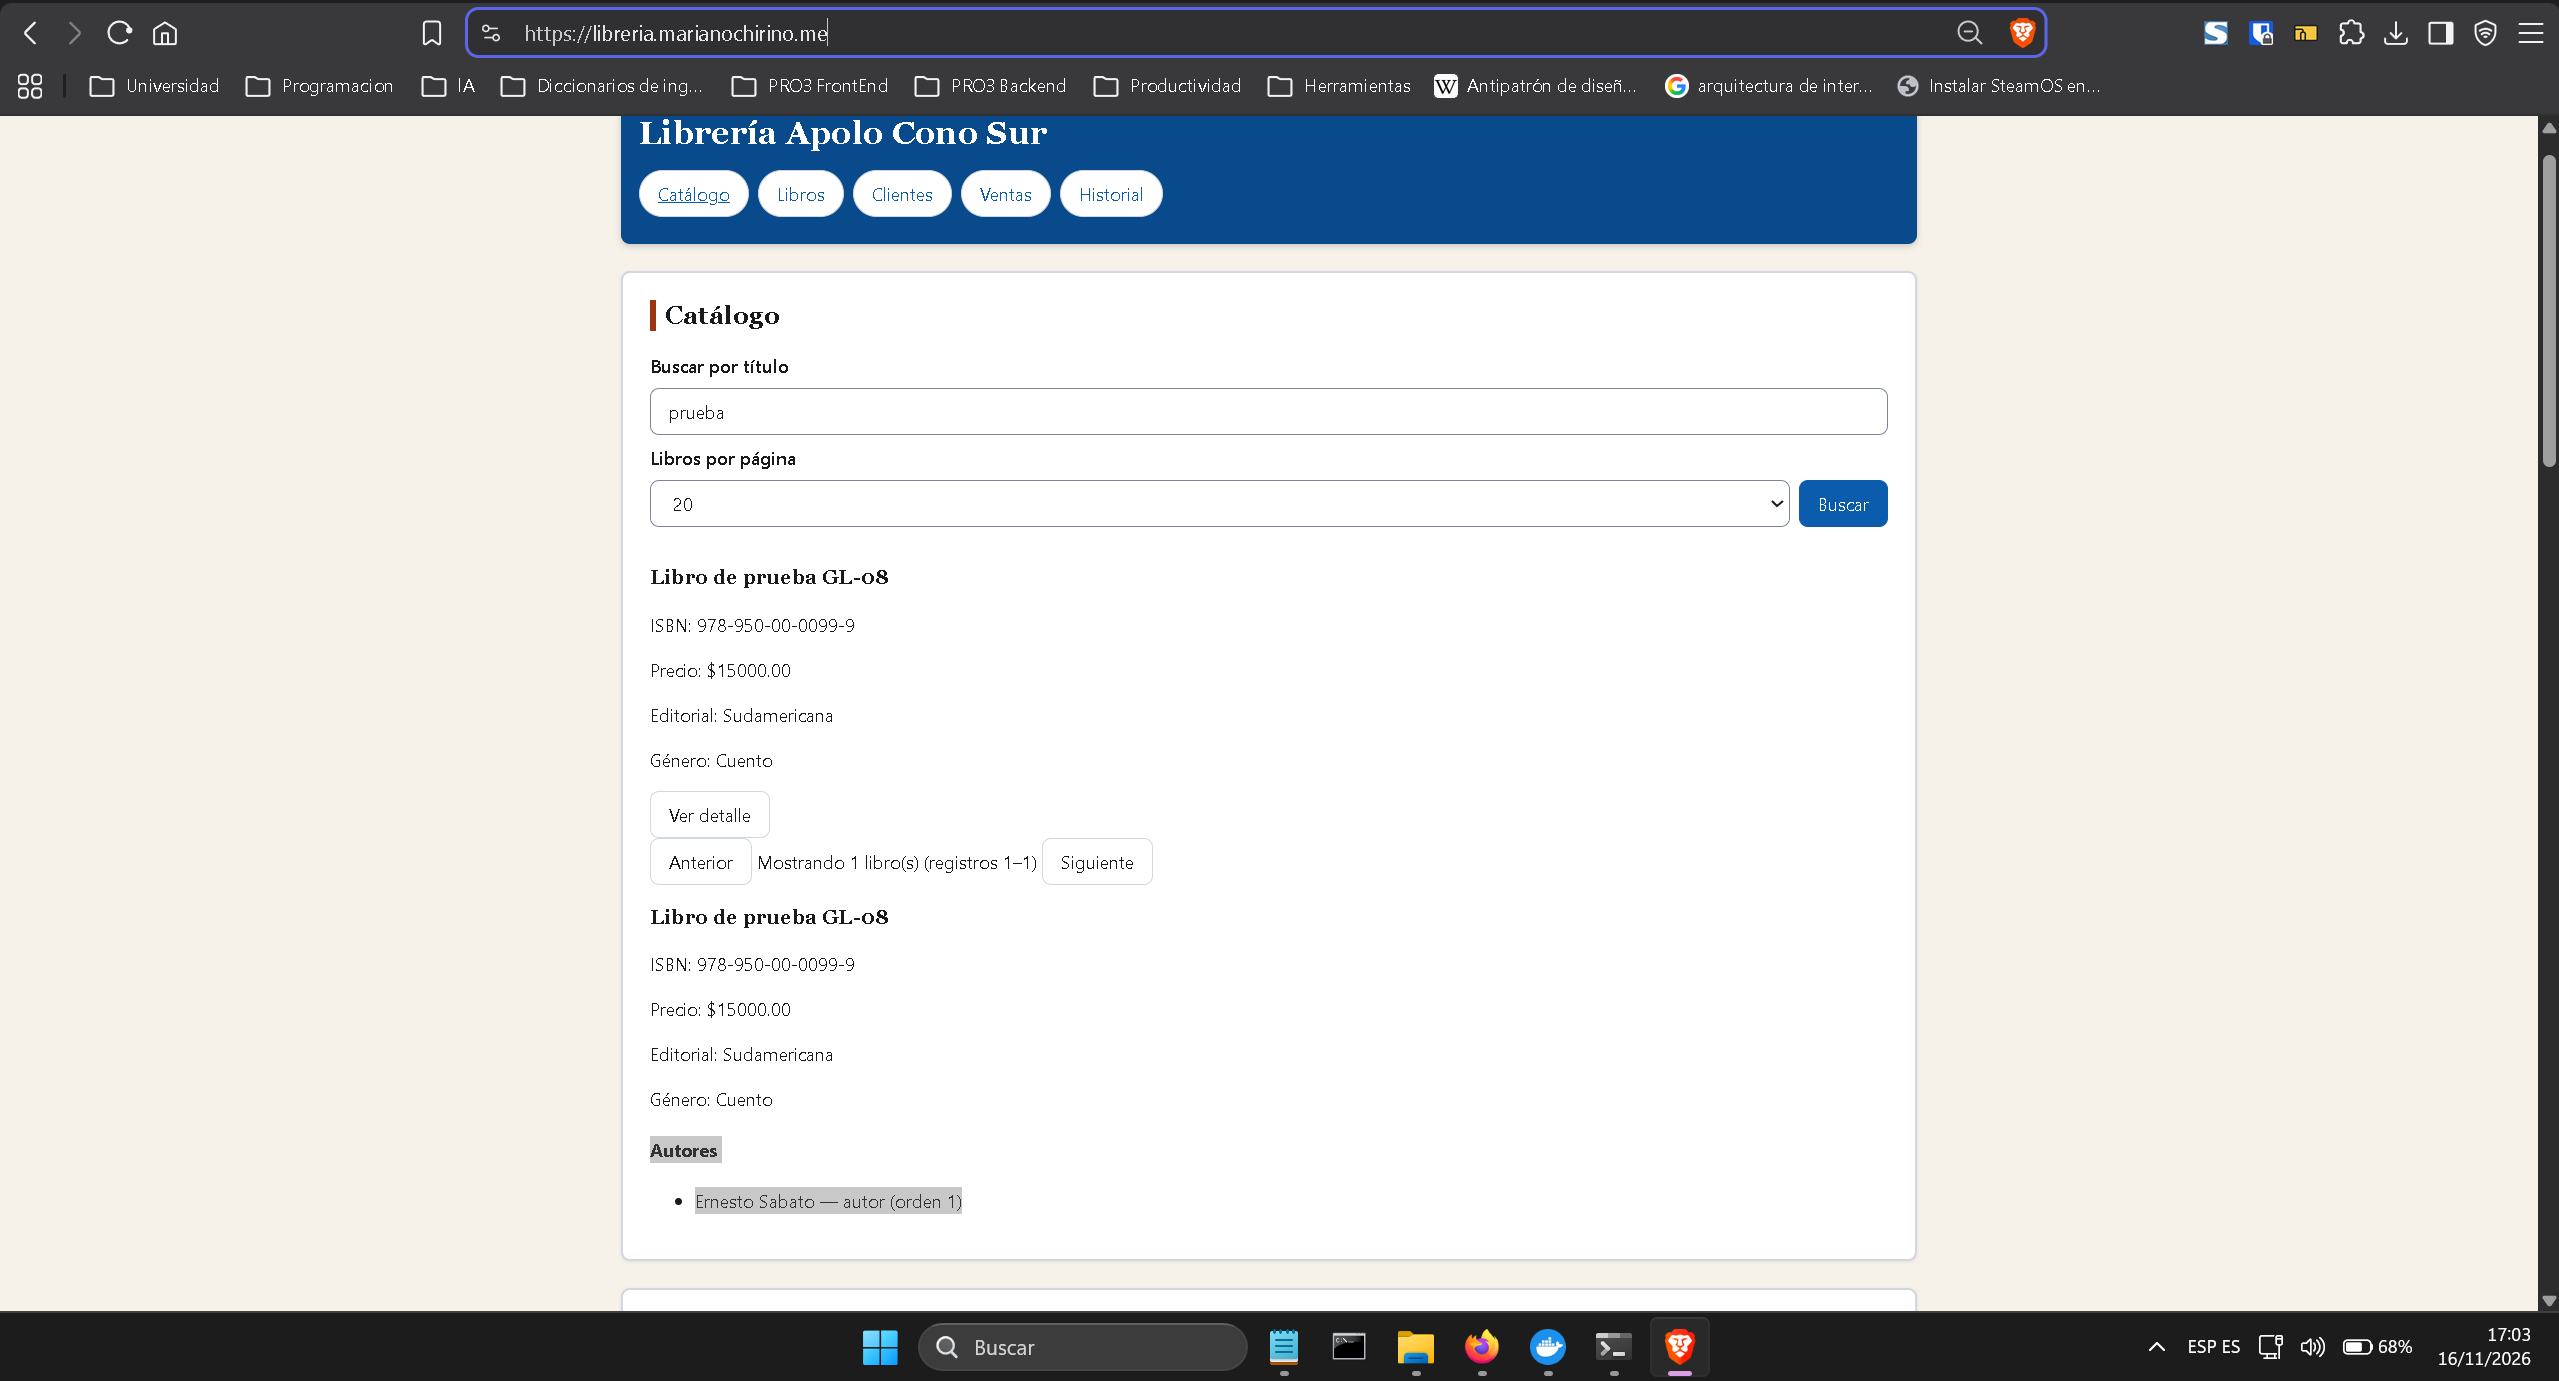 https://libreria.marianochirino.me
Universidad
Programacion
IA
Diccionarios de ing...
PRO3 FrontEnd
PRO3 Backend
Productividad
Herramientas
Antipatrón de diseñ...
arquitectura de inter...
Instalar SteamOS en...
Librería Apolo Cono Sur
Catálogo
Libros
Clientes
Ventas
Historial
Catálogo
Buscar por título
prueba
Libros por página
20
Buscar
Libro de prueba GL-08
ISBN: 978-950-00-0099-9
Precio: $15000.00
Editorial: Sudamericana
Género: Cuento
Ver detalle
Anterior
Mostrando 1 libro(s) (registros 1–1)
Siguiente
Libro de prueba GL-08
ISBN: 978-950-00-0099-9
Precio: $15000.00
Editorial: Sudamericana
Género: Cuento
Autores
Ernesto Sabato — autor (orden 1)
Buscar
ESP ES
68%
17:03
16/11/2026